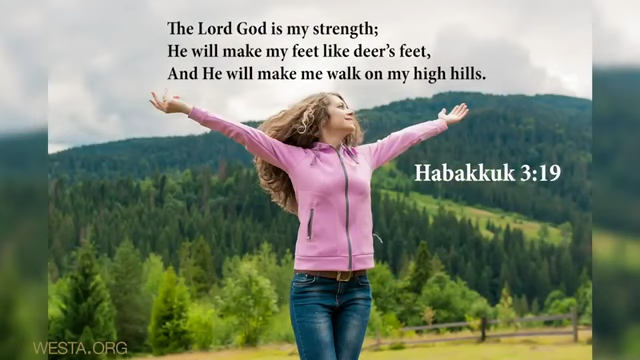 The Lord God is my strength;
He will make my feet like deer's feet,
And He will make me walk on my high hills.
Habakkuk 3:19
WESTA.ORG